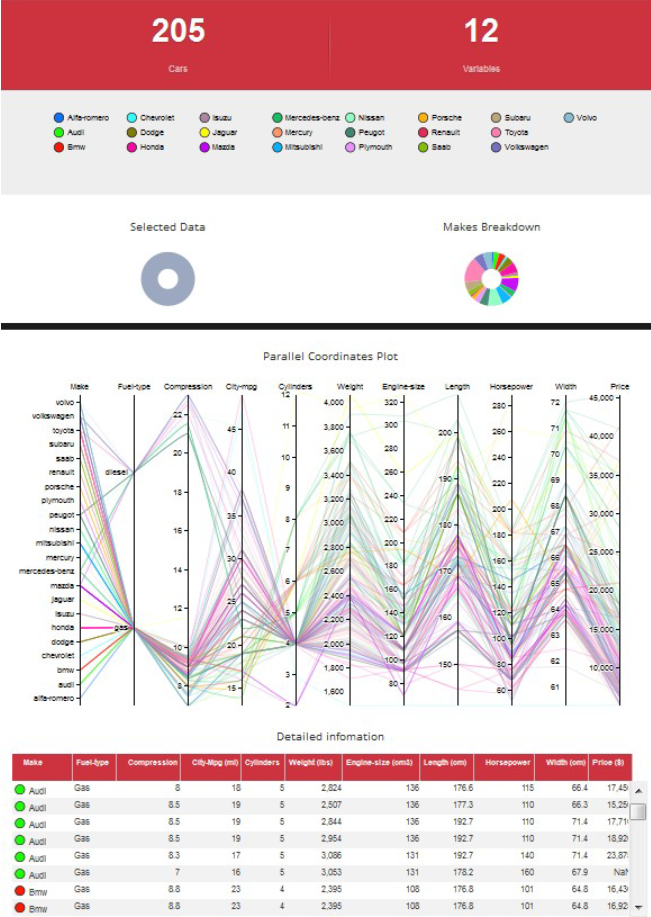 205 12
Cars Variables
Alfa-romero Chevrolet Isuzu Mercedes-benz Nissan Porsche Subaru Volvo
Audi Dodge Jaguar Mercury Peugot Renault Toyota
Bmw Honda Mazda Mitsubishi Plymouth Saab Volkswagen
Selected Data Makes Breakdown
Parallel Coordinates Plot
Make Fuel-type Compression City-mpg Cylinders Weight Engine-size Length Horsepower Width Price
volvo
volkswagen
toyota
subaru
saab
renault
porsche
plymouth
peugot
nissan
mitsubishi
mercury
mercedes-benz
mazda
jaguar
isuzu
honda
dodge
chevrolet
bmw
audi
alfa-romero
diesel
gas
22
20
18
16
14
12
10
8
45
40
35
30
25
20
15
12
11
10
9
8
7
6
5
4
3
2
4,000
3,800
3,600
3,400
3,200
3,000
2,800
2,600
2,400
2,200
2,000
1,800
1,600
320
300
280
260
240
220
200
180
160
140
120
100
80
200
190
180
170
160
150
280
260
240
220
200
180
160
140
120
100
80
60
72
71
70
69
68
67
66
65
64
63
62
61
45,000
40,000
35,000
30,000
25,000
20,000
15,000
10,000
Detailed infomation
Make Fuel-type Compression City-Mpg (mi) Cylinders Weight (lbs) Engine-size (cm3) Length (cm) Horsepower Width (cm) Price ($)
Audi Gas 8 18 5 2,824 136 176.6 115 66.4 17,45
Audi Gas 8.5 19 5 2,507 136 177.3 110 66.3 15,25
Audi Gas 8.5 19 5 2,844 136 192.7 110 71.4 17,71
Audi Gas 8.5 19 5 2,954 136 192.7 110 71.4 18,92
Audi Gas 8.3 17 5 3,086 131 192.7 140 71.4 23,87
Audi Gas 7 16 5 3,053 131 178.2 160 67.9 NaN
Bmw Gas 8.8 23 4 2,395 108 176.8 101 64.8 16,43
Bmw Gas 8.8 23 4 2,395 108 176.8 101 64.8 16,92